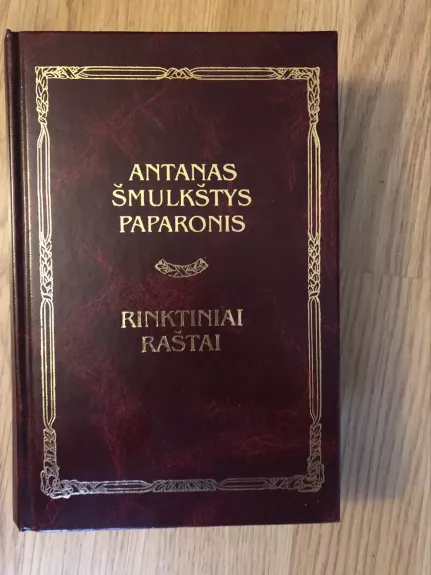 ANTANAS
ŠMULKŠTYS
PAPARONIS
RINKTINIAI
RAŠTAI